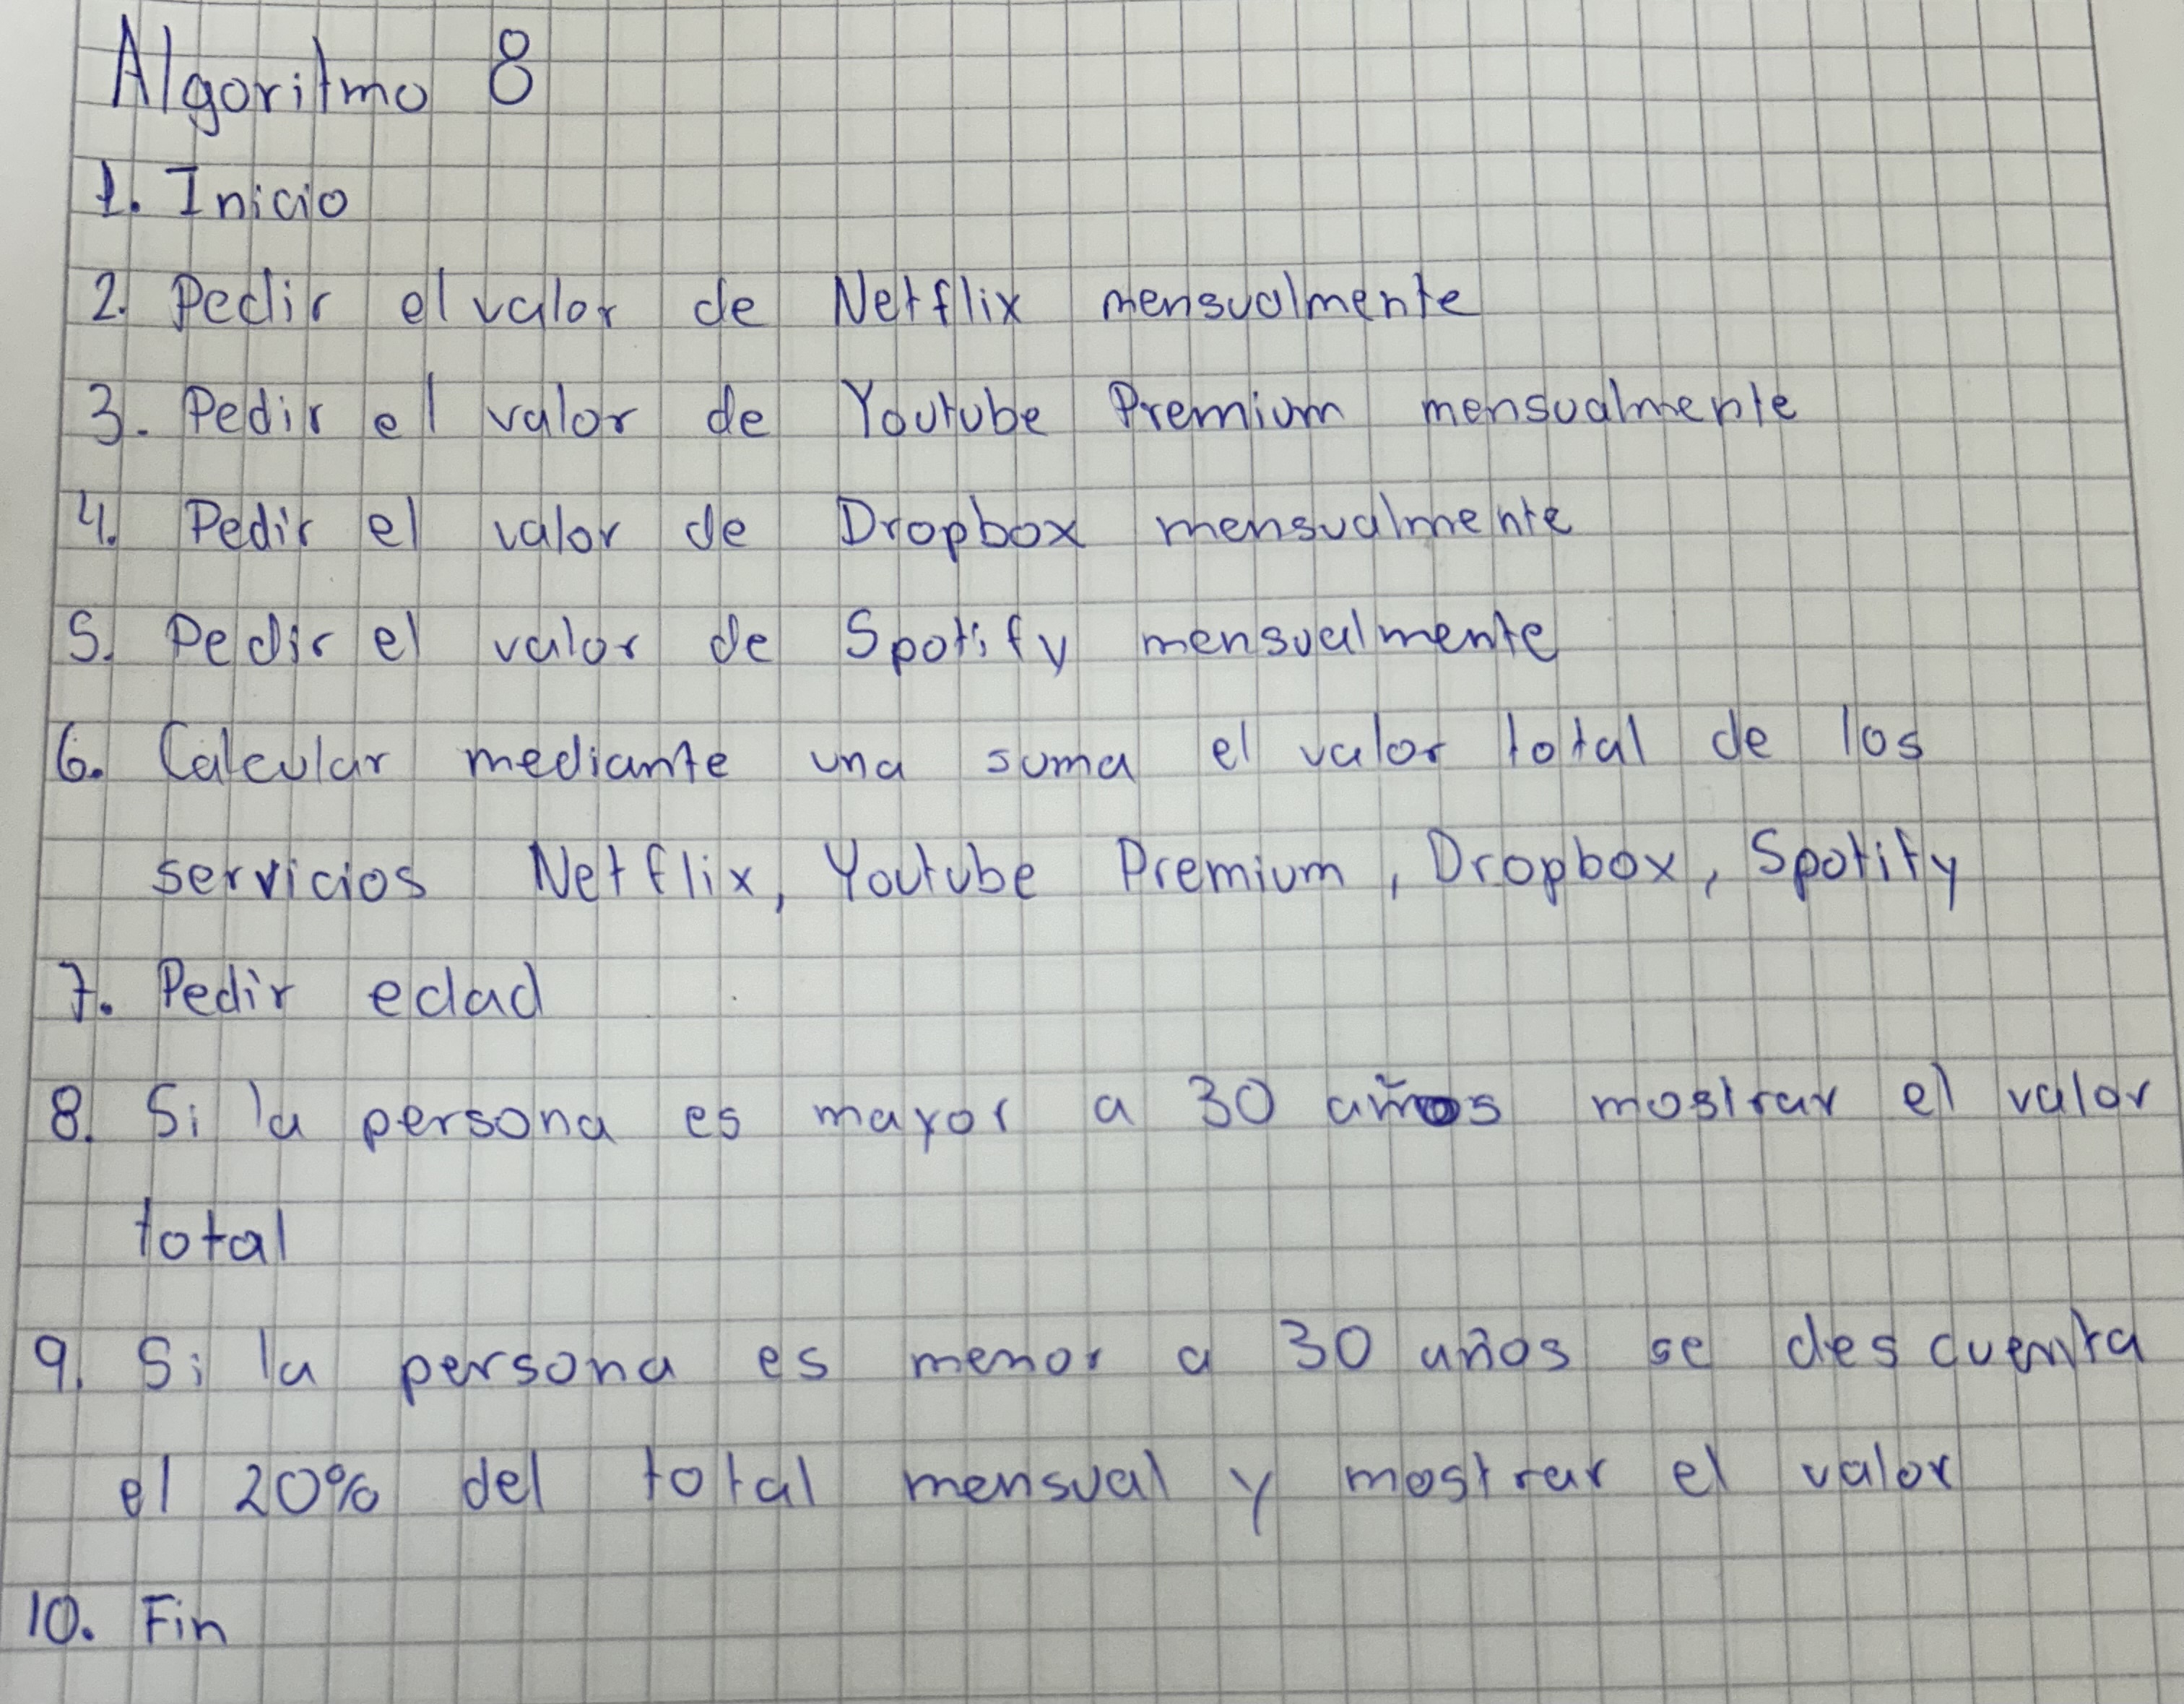 Algoritmo 8
1. Inicio
2. Pedir el valor de Netflix mensualmente
3. Pedir el valor de Youtube Premium mensualmente
4. Pedir el valor de Dropbox mensualmente
5. Pedir el valor de Spotify mensualmente
6. Calcular mediante una suma el valor total de los
servicios Netflix, Youtube Premium, Dropbox, Spotify
7. Pedir edad
8. Si la persona es mayor a 30 años mostrar el valor
total
9. Si la persona es menor a 30 años se descuenta
el 20% del total mensual y mostrar el valor
10. Fin